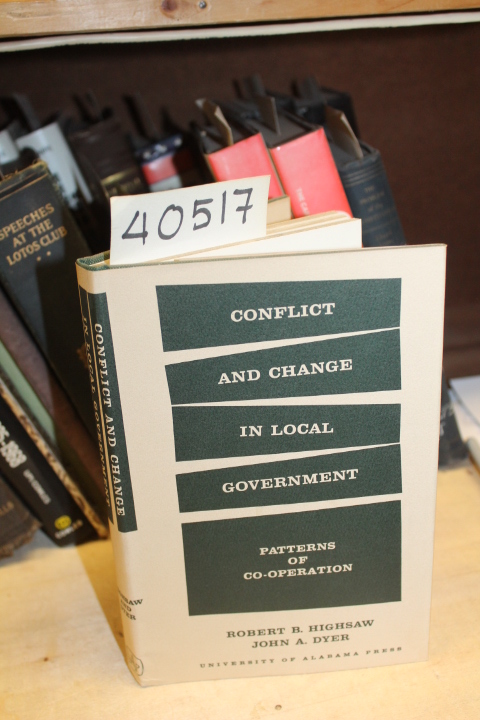 40517
SPEECHES
AT THE
LOTOS CLUB
CONFLICT
AND CHANGE
IN LOCAL
GOVERNMENT
PATTERNS
OF
CO-OPERATION
ROBERT B. HIGHSAW
JOHN A. DYER
UNIVERSITY OF ALABAMA PRESS
CONFLICT AND CHANGE
IN LOCAL GOVERNMENT